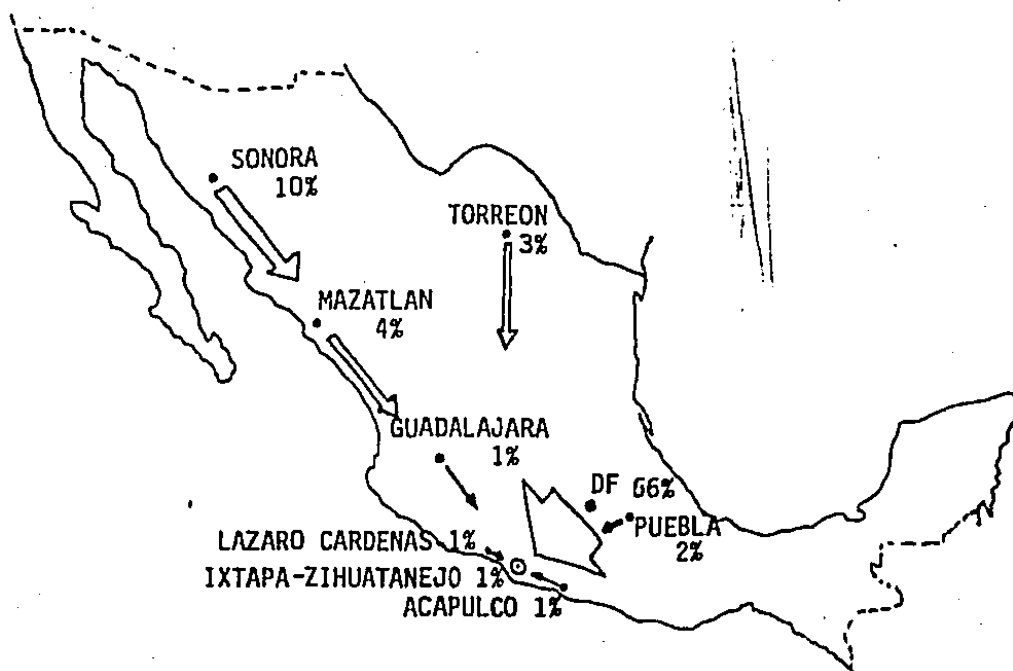 SONORA
10%
TORREON
3%
MAZATLAN
4%
GUADALAJARA
1%
DF 66%
PUEBLA
2%
LAZARO CARDENAS 1%
IXTAPA-ZIHUATANEJO 1%
ACAPULCO 1%